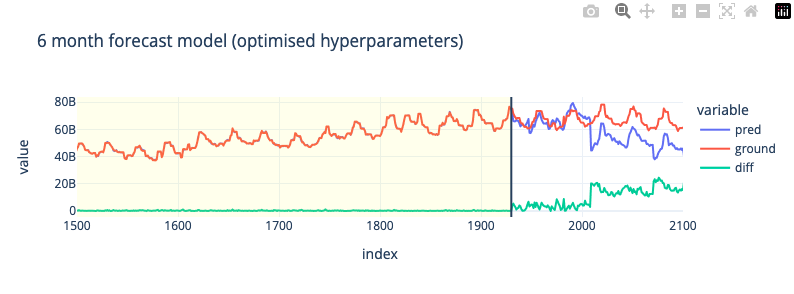 6 month forecast model (optimised hyperparameters)
80B
60B
40B
20B
0
1500
1600
1700
1800
1900
2000
2100
value
index
variable
pred
ground
diff